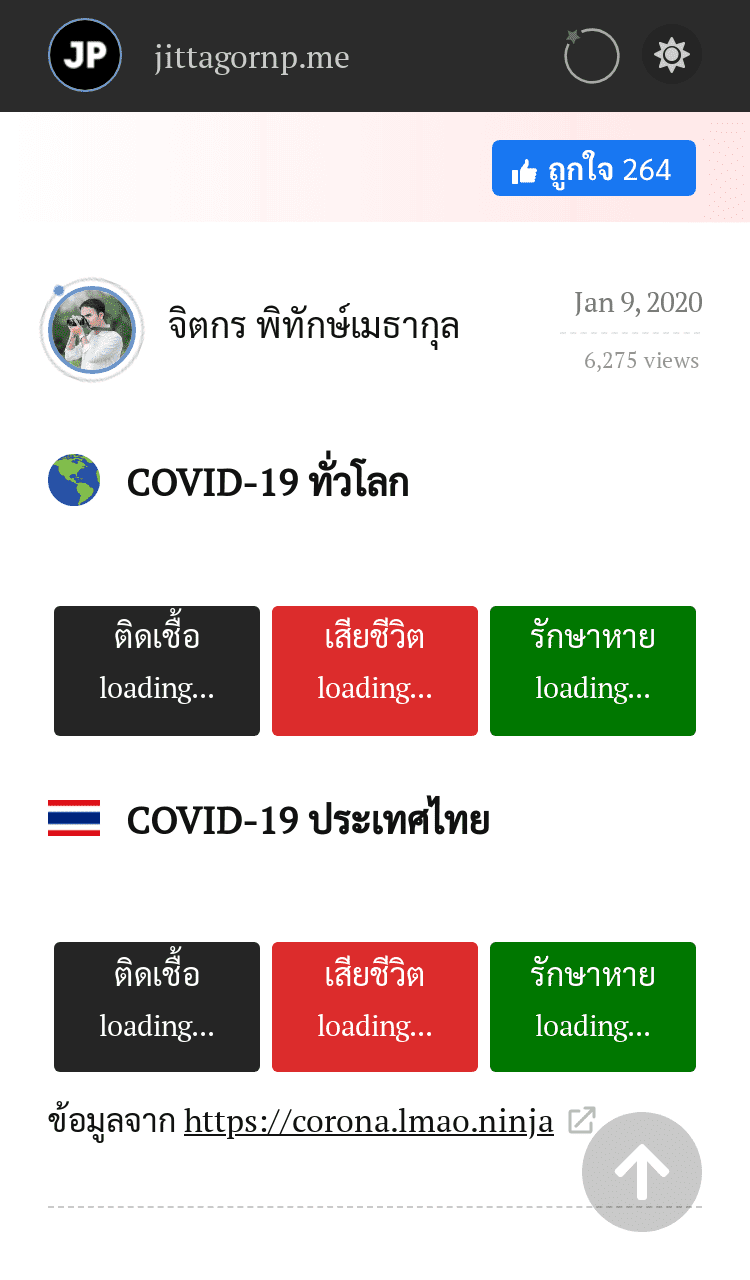 JP
jittagornp.me
ถูกใจ 264
จิตกร พิทักษ์เมธากุล
Jan 9, 2020
6,275 views
COVID-19 ทั่วโลก
ติดเชื้อ
loading...
เสียชีวิต
loading...
รักษาหาย
loading...
COVID-19 ประเทศไทย
ติดเชื้อ
loading...
เสียชีวิต
loading...
รักษาหาย
loading...
ข้อมูลจาก https://corona.lmao.ninja